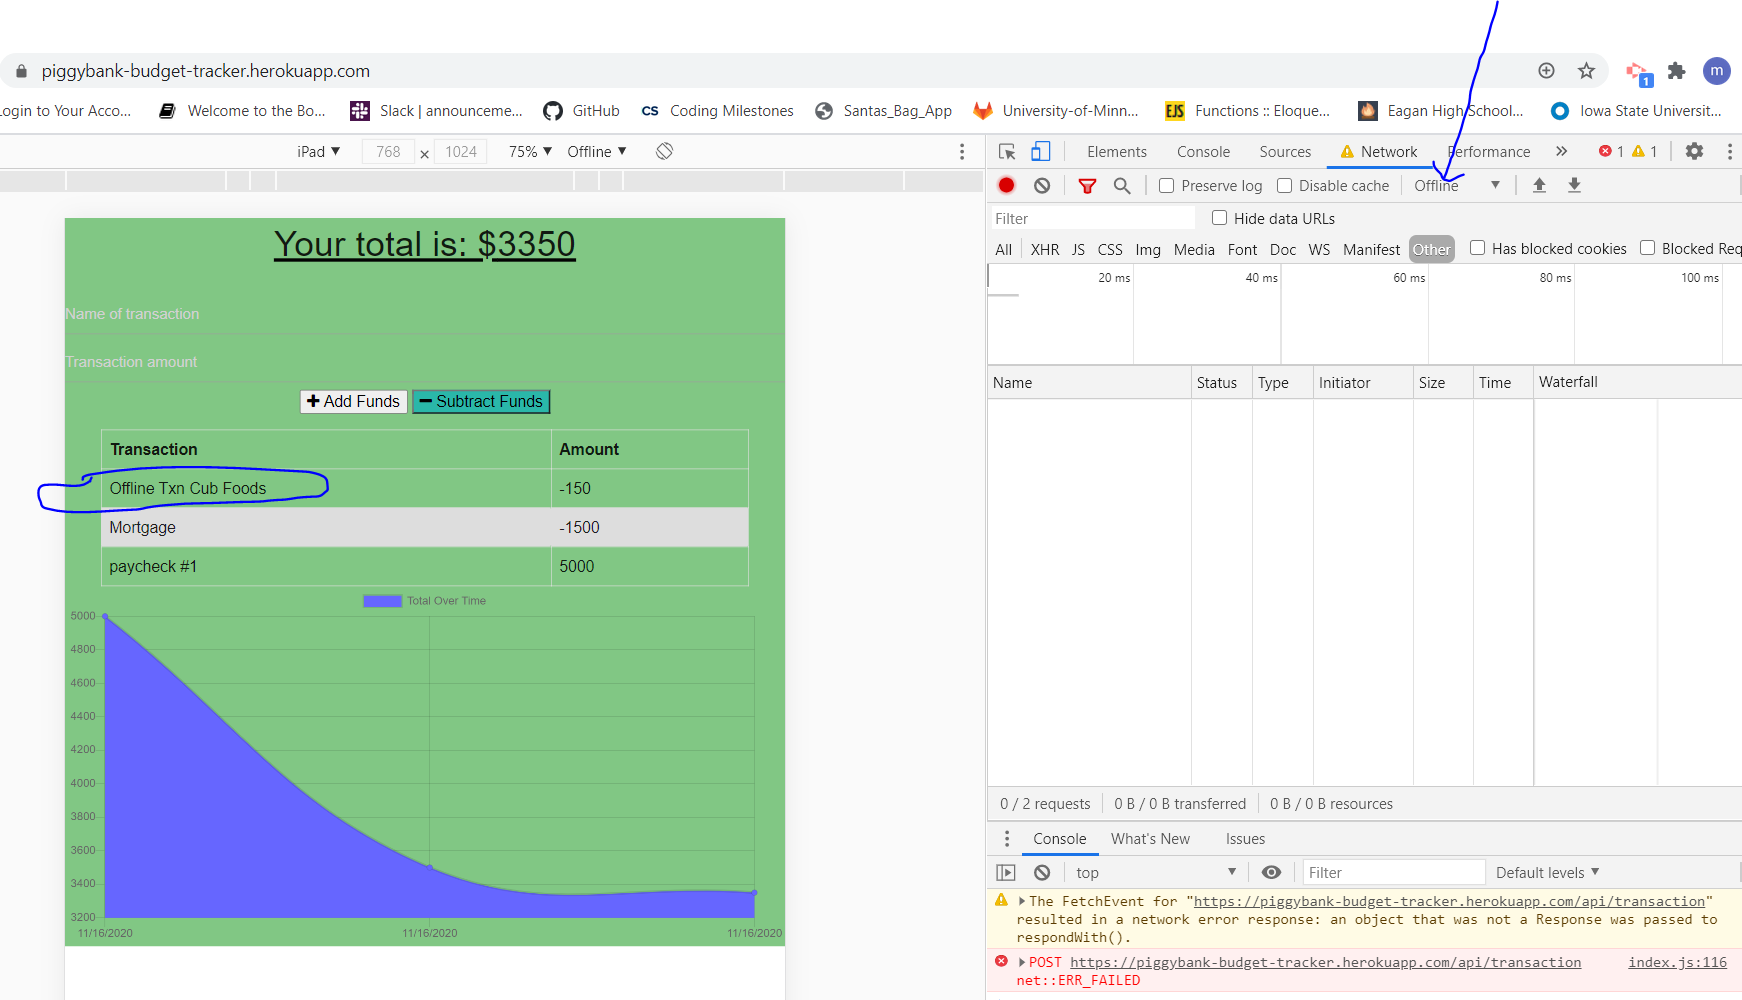 piggybank-budget-tracker.herokuapp.com
1
m
ogin to Your Acco...
Welcome to the Bo...
Slack | announceme...
GitHub
CS Coding Milestones
Santas_Bag_App
University-of-Minn...
EJS Functions :: Eloque...
Eagan High School...
Iowa State Universit...
iPad 768 x 1024 75% Offline
Elements Console Sources Network Performance » 1 1
Preserve log Disable cache Offline
Filter Hide data URLs
All XHR JS CSS Img Media Font Doc WS Manifest Other Has blocked cookies Blocked Req
20 ms 40 ms 60 ms 80 ms 100 ms
Name Status Type Initiator Size Time Waterfall
0 / 2 requests 0 B / 0 B transferred 0 B / 0 B resources
Console What's New Issues
top Filter Default levels
The FetchEvent for "https://piggybank-budget-tracker.herokuapp.com/api/transaction"
resulted in a network error response: an object that was not a Response was passed to
respondWith().
POST https://piggybank-budget-tracker.herokuapp.com/api/transaction index.js:116
net::ERR_FAILED
Your total is: $3350
Name of transaction
Transaction amount
Add Funds Subtract Funds
Transaction Amount
Offline Txn Cub Foods -150
Mortgage -1500
paycheck #1 5000
Total Over Time
5000
4800
4600
4400
4200
4000
3800
3600
3400
3200
11/16/2020 11/16/2020 11/16/2020